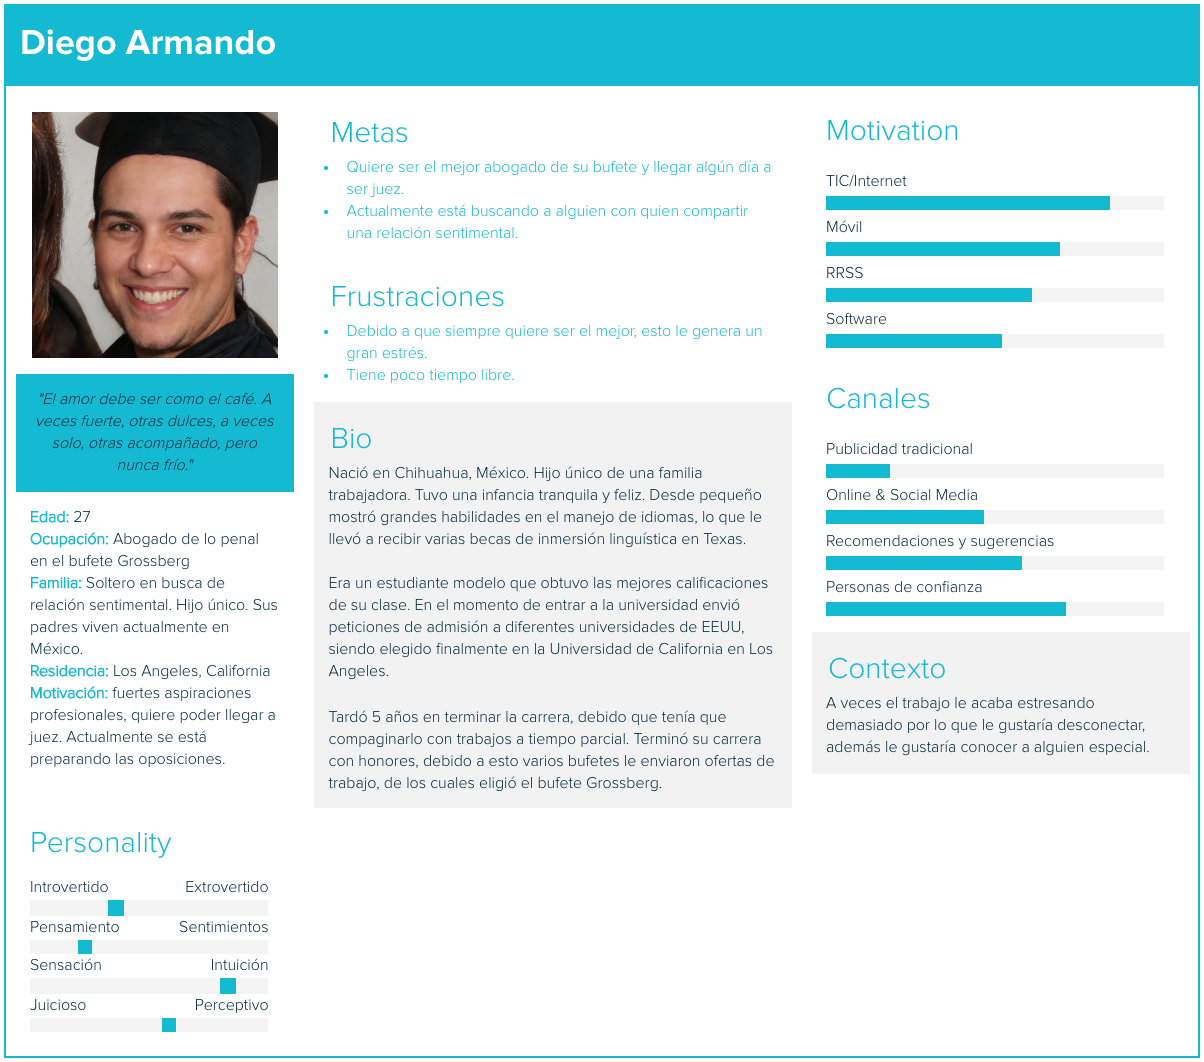 Diego Armando
"El amor debe ser como el café. A
veces fuerte, otras dulces, a veces
solo, otras acompañado, pero
nunca frío."
Edad: 27
Ocupación: Abogado de lo penal
en el bufete Grossberg
Familia: Soltero en busca de
relación sentimental. Hijo único. Sus
padres viven actualmente en
México.
Residencia: Los Angeles, California
Motivación: fuertes aspiraciones
profesionales, quiere poder llegar a
juez. Actualmente se está
preparando las oposiciones.
Personality
Introvertido Extrovertido
Pensamiento Sentimientos
Sensación Intuición
Juicioso Perceptivo
Metas
• Quiere ser el mejor abogado de su bufete y llegar algún día a
ser juez.
• Actualmente está buscando a alguien con quien compartir
una relación sentimental.
Frustraciones
• Debido a que siempre quiere ser el mejor, esto le genera un
gran estrés.
• Tiene poco tiempo libre.
Bio
Nació en Chihuahua, México. Hijo único de una familia
trabajadora. Tuvo una infancia tranquila y feliz. Desde pequeño
mostró grandes habilidades en el manejo de idiomas, lo que le
llevó a recibir varias becas de inmersión linguística en Texas.
Era un estudiante modelo que obtuvo las mejores calificaciones
de su clase. En el momento de entrar a la universidad envió
peticiones de admisión a diferentes universidades de EEUU,
siendo elegido finalmente en la Universidad de California en Los
Angeles.
Tardó 5 años en terminar la carrera, debido que tenía que
compaginarlo con trabajos a tiempo parcial. Terminó su carrera
con honores, debido a esto varios bufetes le enviaron ofertas de
trabajo, de los cuales eligió el bufete Grossberg.
Motivation
TIC/Internet
Móvil
RRSS
Software
Canales
Publicidad tradicional
Online & Social Media
Recomendaciones y sugerencias
Personas de confianza
Contexto
A veces el trabajo le acaba estresando
demasiado por lo que le gustaría desconectar,
además le gustaría conocer a alguien especial.